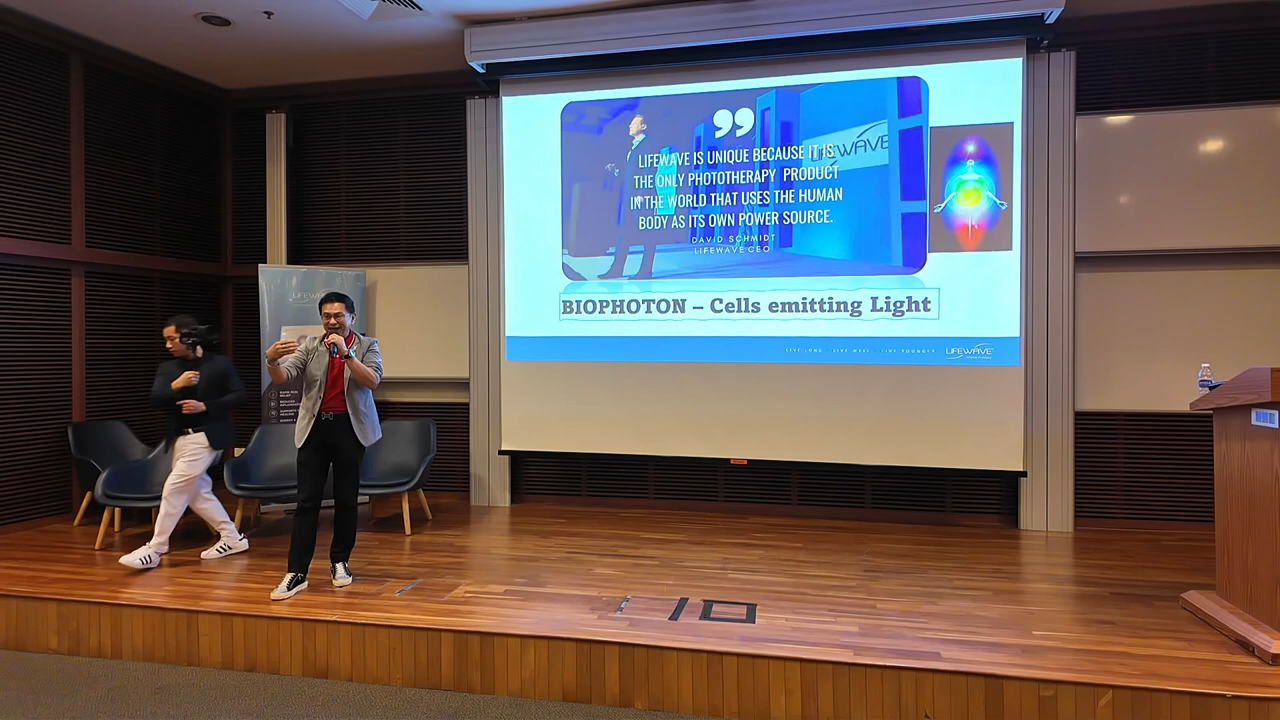 LIFEWAVE IS UNIQUE BECAUSE IT IS
THE ONLY PHOTOTHERAPY PRODUCT
IN THE WORLD THAT USES THE HUMAN
BODY AS ITS OWN POWER SOURCE.
DAVID SCHMIDT
LIFEWAVE CEO
BIOPHOTON – Cells emitting Light
LIVE LONG LIVE WELL LIVE YOUNGER
LIFEWAVE